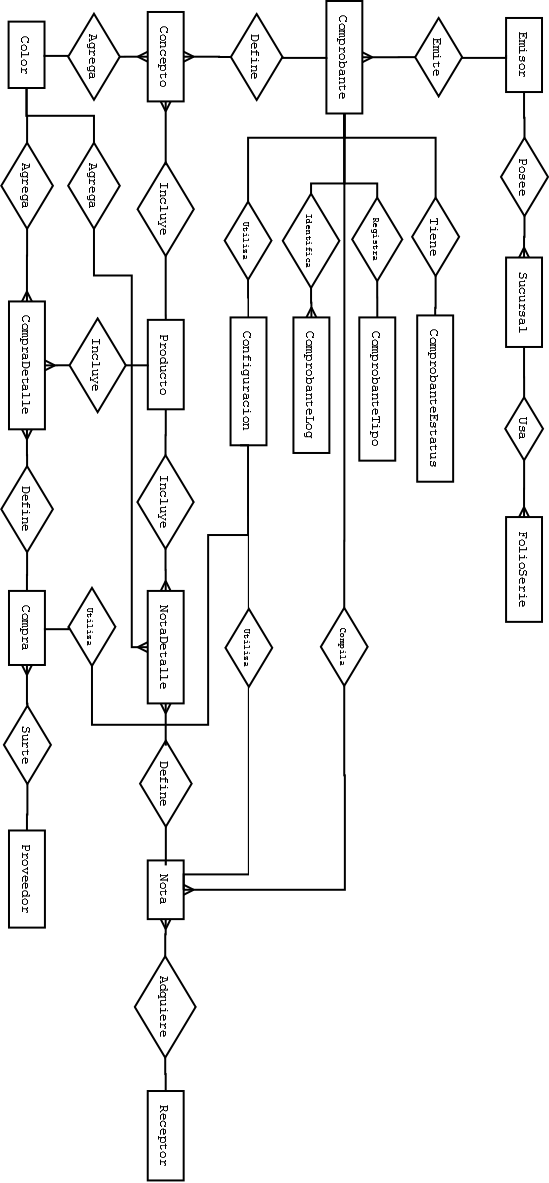 Emisor
Posee
Sucursal
Usa
FolioSerie
Emite
Tiene
ComprobanteEstatus
Registra
ComprobanteTipo
Comprobante
Compila
Identifica
ComprobanteLog
Define
Utiliza
Configuracion
Utiliza
Concepto
Incluye
Producto
Incluye
NotaDetalle
Define
Nota
Adquiere
Receptor
Agrega
Agrega
Incluye
Utiliza
Color
Agrega
CompraDetalle
Define
Compra
Surte
Proveedor